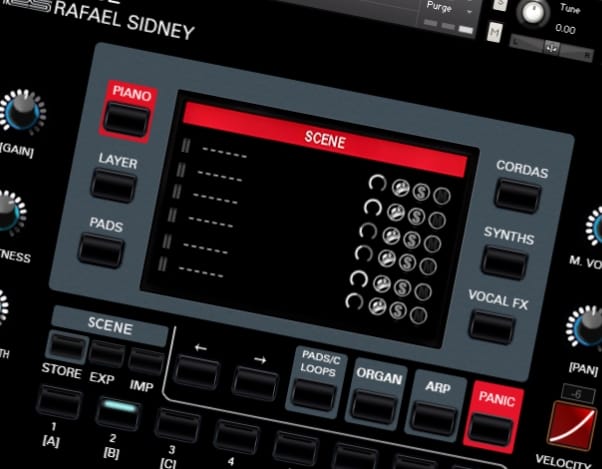 RAFAEL SIDNEY
Purge
S
M
Tune
0.00
L R
PIANO
LAYER
PADS
SCENE
------
------
------
------
------
------
S
S
S
S
S
S
CORDAS
SYNTHS
VOCAL FX
[GAIN]
NESS
TH
M. VO
[PAN]
-6
VELOCITY
SCENE
STORE EXP IMP
← →
PADS/C
LOOPS
ORGAN
ARP
PANIC
1
[A]
2
[B]
3
[C]
4